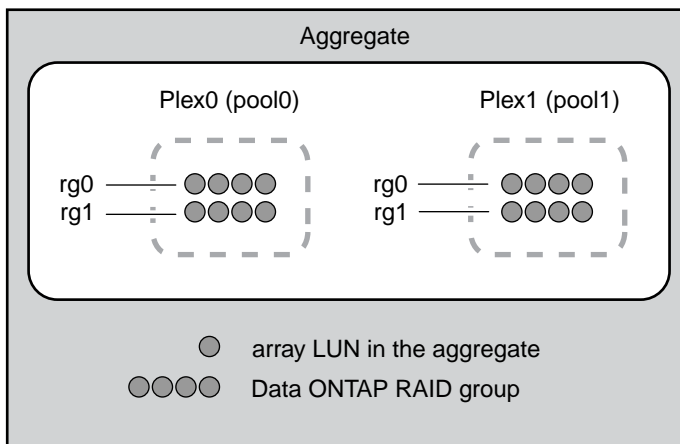 Aggregate
Plex0 (pool0) Plex1 (pool1)
rg0 rg0
rg1 rg1
array LUN in the aggregate
Data ONTAP RAID group